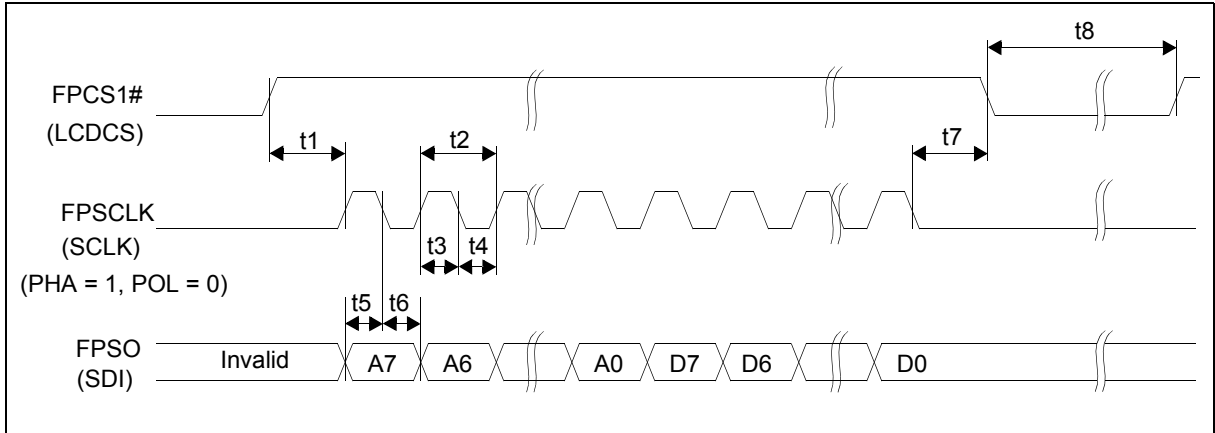 t8
FPCS1#
(LCDCS)
t1
t2
t7
FPSCLK
(SCLK)
t3
t4
(PHA = 1, POL = 0)
t5
t6
FPSO
(SDI)
Invalid
A7
A6
A0
D7
D6
D0